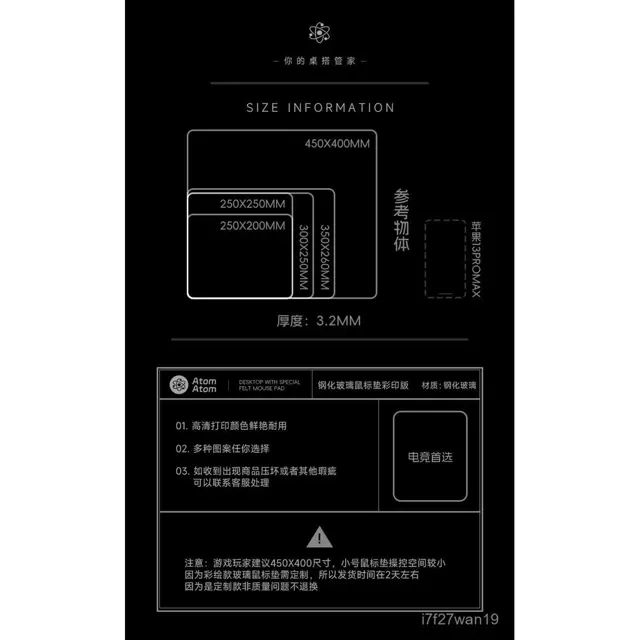 你的桌搭管家
SIZE INFORMATION
450X400MM
250X250MM
250X200MM
300X250MM
350X260MM
参考物体
苹果13PROMAX
厚度：3.2MM
Atom
Atom
DESKTOP WITH SPECIAL
FELT MOUSE PAD
钢化玻璃鼠标垫彩印版
材质：钢化玻璃
01. 高清打印颜色鲜艳耐用
02. 多种图案任你选择
03. 如收到出现商品压坏或者其他瑕疵
可以联系客服处理
电竞首选
注意：游戏玩家建议450X400尺寸，小号鼠标垫操控空间较小
因为彩绘款玻璃鼠标垫需定制，所以发货时间在2天左右
因为是定制款非质量问题不退换
i7f27wan19